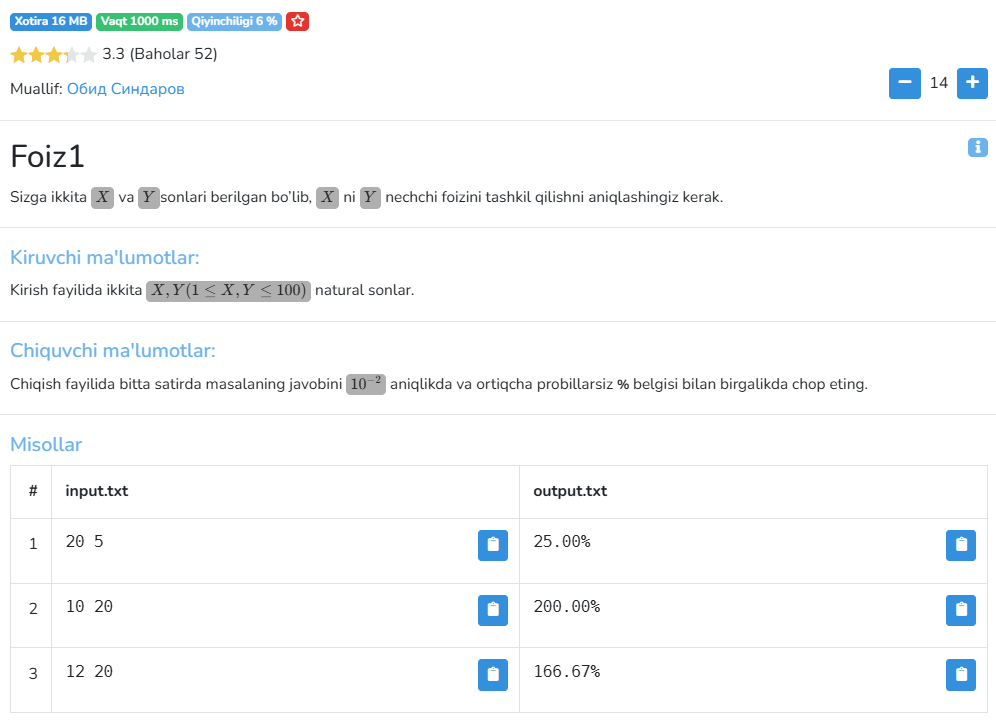 Xotira 16 MB Vaqt 1000 ms Qiyinchiligi 6 %
3.3 (Baholar 52)
Muallif: Обид Синдаров
14
Foiz1
Sizga ikkita X va Y sonlari berilgan bo'lib, X ni Y nechchi foizini tashkil qilishni aniqlashingiz kerak.
Kiruvchi ma'lumotlar:
Kirish fayilida ikkita X, Y(1 ≤ X, Y ≤ 100) natural sonlar.
Chiquvchi ma'lumotlar:
Chiqish fayilida bitta satirda masalaning javobini 10⁻² aniqlikda va ortiqcha probillarsiz % belgisi bilan birgalikda chop eting.
Misollar
# input.txt output.txt
1 20 5 25.00%
2 10 20 200.00%
3 12 20 166.67%